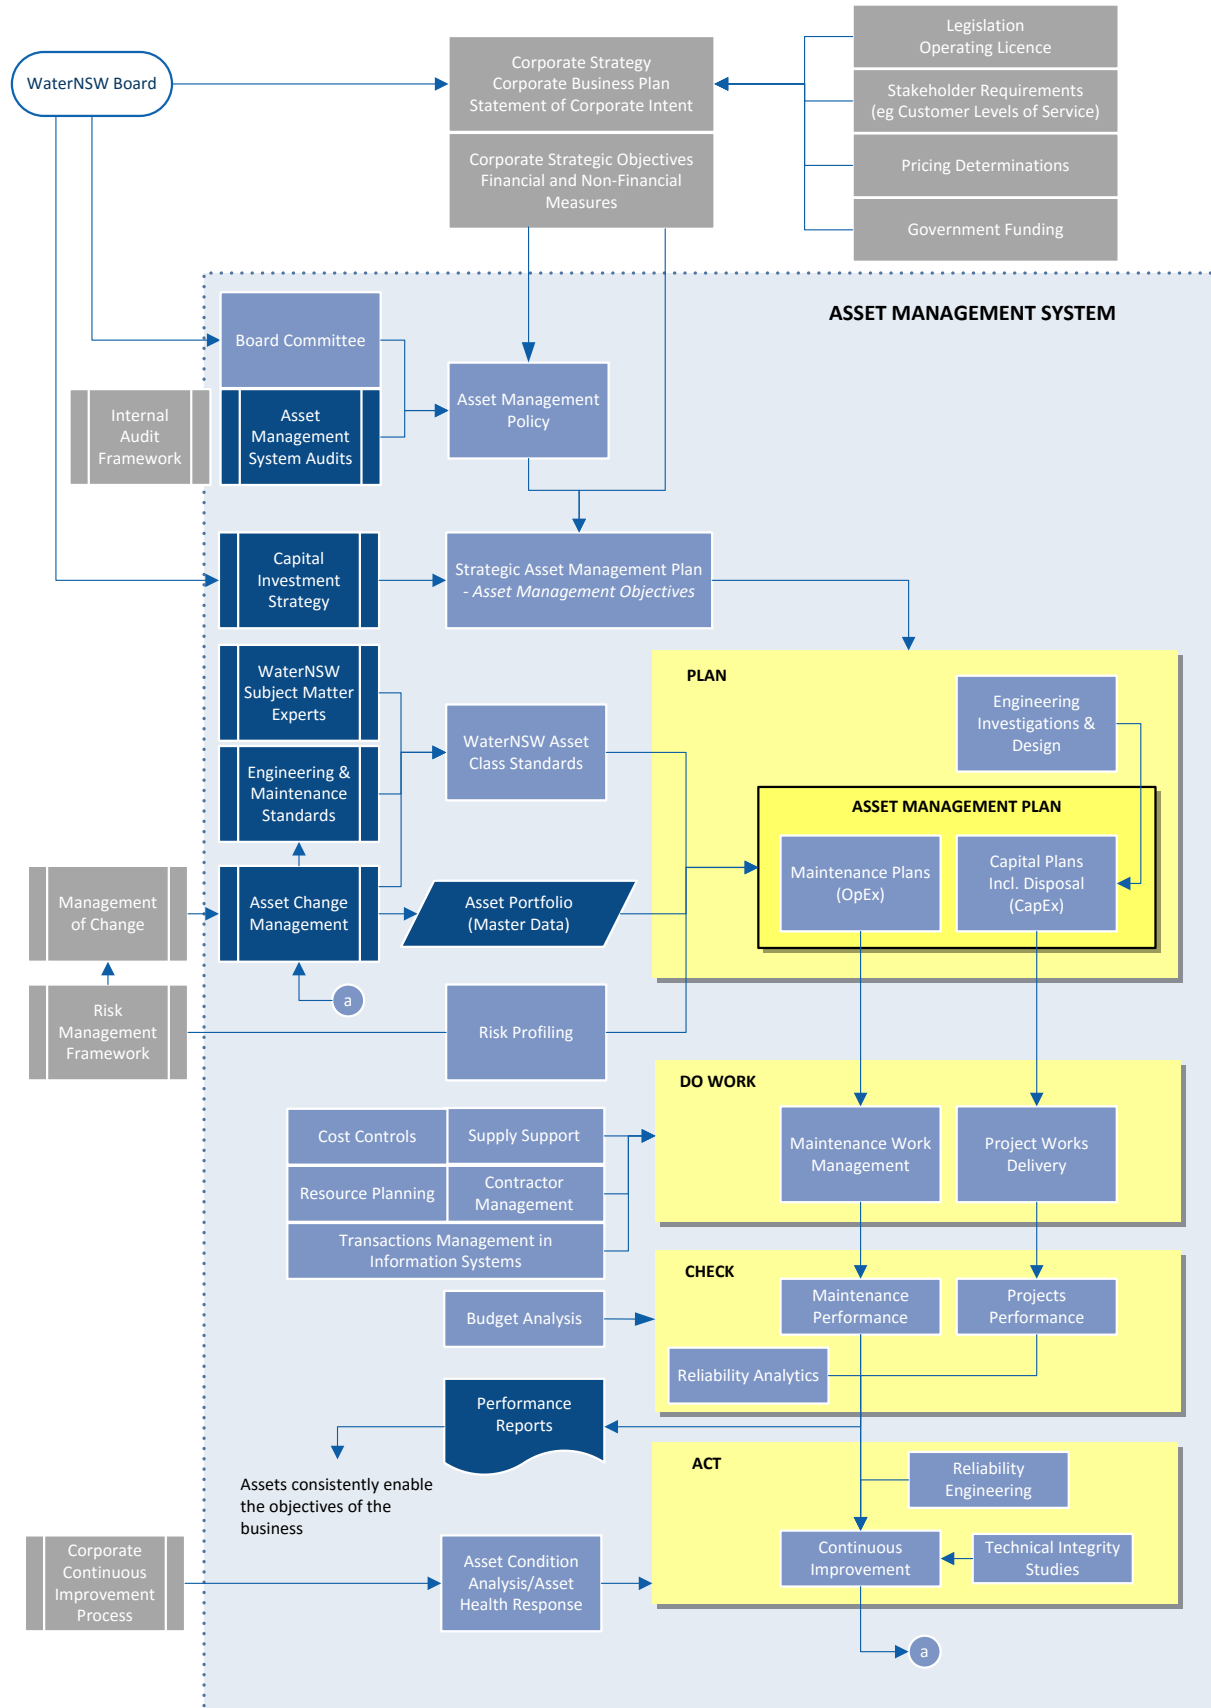 Legislation
Operating Licence
WaterNSW Board
Corporate Strategy
Corporate Business Plan
Statement of Corporate Intent
Stakeholder Requirements
(eg Customer Levels of Service)
Corporate Strategic Objectives
Financial and Non-Financial
Measures
Pricing Determinations
Government Funding
ASSET MANAGEMENT SYSTEM
Board Committee
Internal
Audit
Framework
Asset
Management
System Audits
Asset Management
Policy
Capital
Investment
Strategy
Strategic Asset Management Plan
- Asset Management Objectives
PLAN
WaterNSW
Subject Matter
Experts
Engineering
Investigations &
Design
WaterNSW Asset
Class Standards
Engineering &
Maintenance
Standards
ASSET MANAGEMENT PLAN
Maintenance Plans
(OpEx)
Capital Plans
Incl. Disposal
(CapEx)
Management
of Change
Asset Change
Management
Asset Portfolio
(Master Data)
a
Risk
Management
Framework
Risk Profiling
DO WORK
Cost Controls
Supply Support
Maintenance Work
Management
Project Works
Delivery
Resource Planning
Contractor
Management
Transactions Management in
Information Systems
CHECK
Budget Analysis
Maintenance
Performance
Projects
Performance
Reliability Analytics
Performance
Reports
ACT
Assets consistently enable
the objectives of the
business
Reliability
Engineering
Corporate
Continuous
Improvement
Process
Asset Condition
Analysis/Asset
Health Response
Continuous
Improvement
Technical Integrity
Studies
a